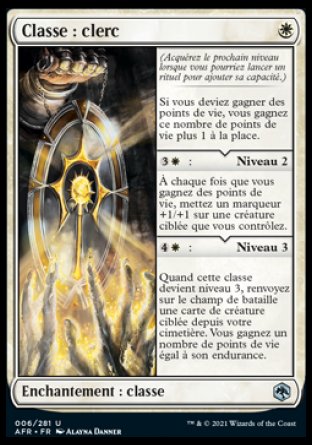 Classe : clerc
(Acquérez le prochain niveau
lorsque vous pourriez lancer un
rituel pour ajouter sa capacité.)
Si vous deviez gagner des
points de vie, vous gagnez
ce nombre de points de
vie plus 1 à la place.
3 : Niveau 2
À chaque fois que vous
gagnez des points de
vie, mettez un marqueur
+1/+1 sur une créature
ciblée que vous contrôlez.
4 : Niveau 3
Quand cette classe
devient niveau 3, renvoyez
sur le champ de bataille
une carte de créature
ciblée depuis votre
cimetière. Vous gagnez un
nombre de points de vie
égal à son endurance.
Enchantement : classe
006/281 U
AFR • FR ALAYNA DANNER
™ & © 2021 Wizards of the Coast